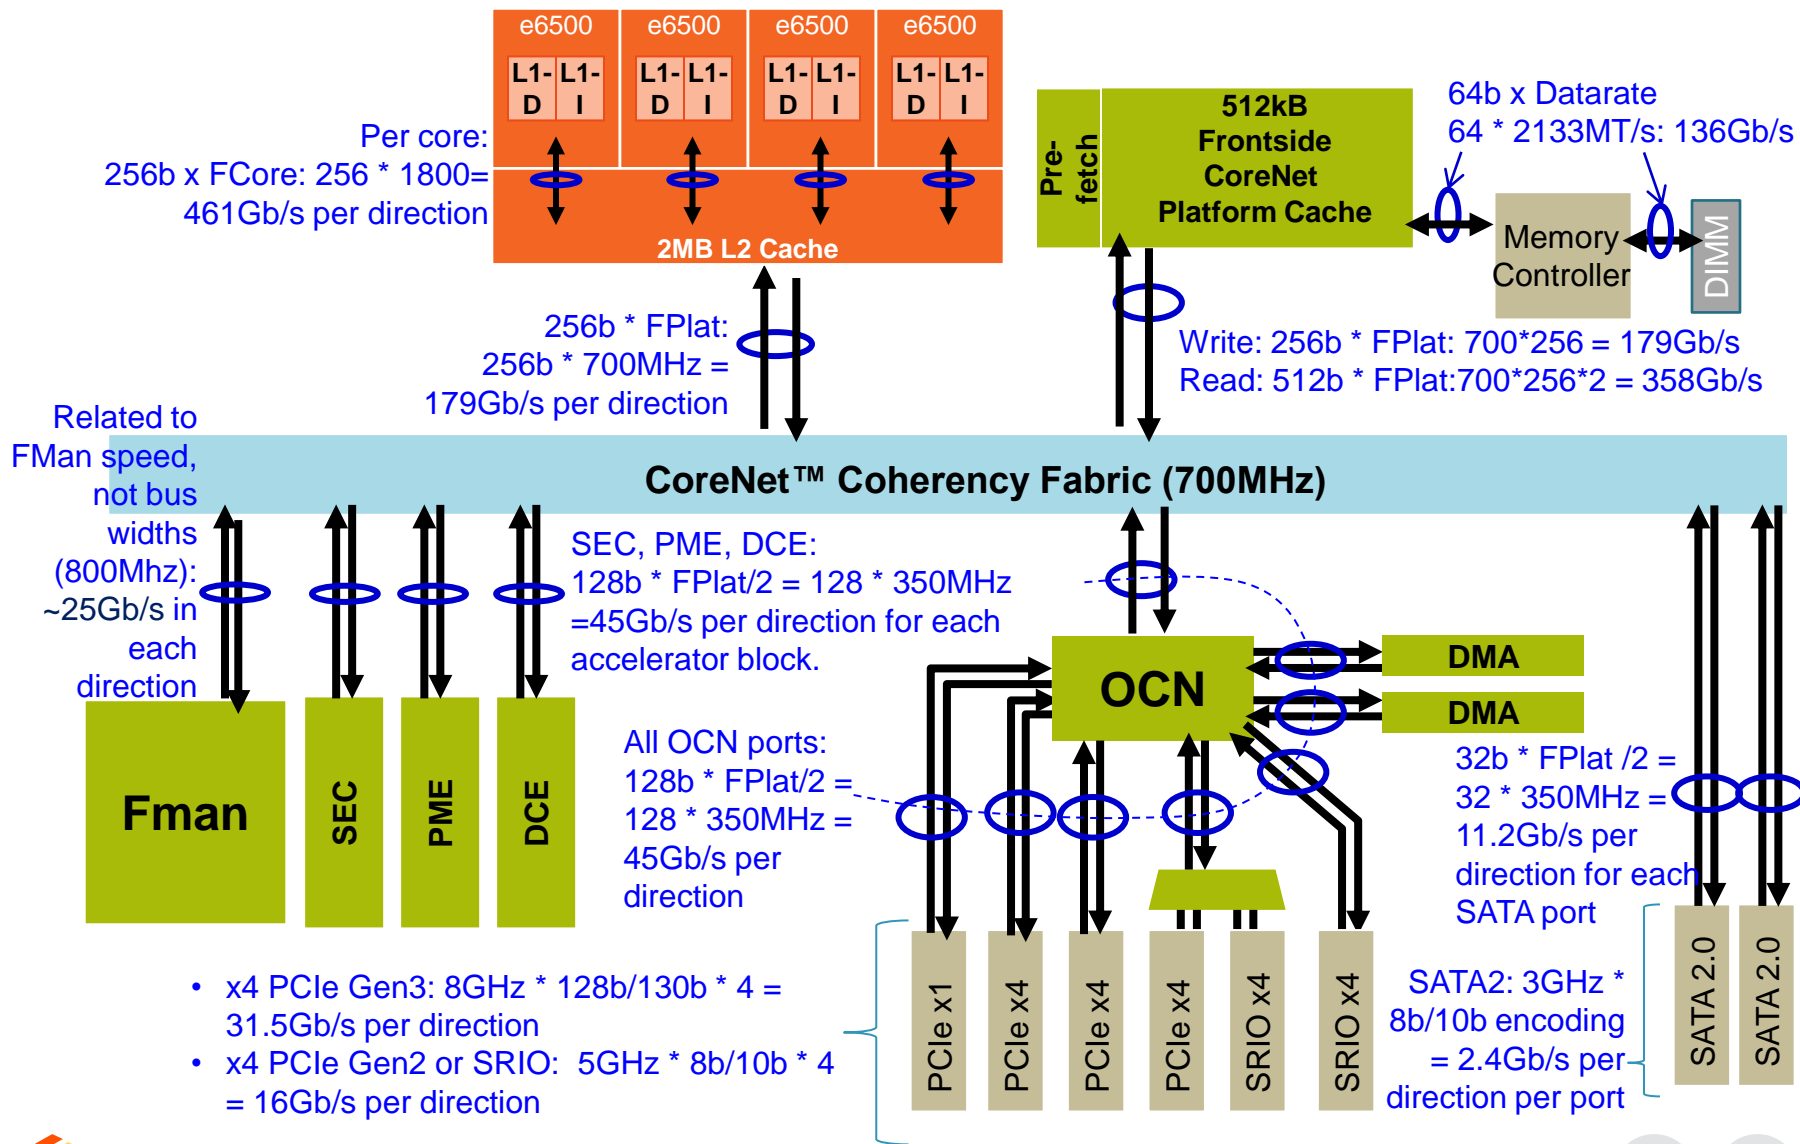 e6500
e6500
e6500
e6500
L1-
D
L1-
I
L1-
D
L1-
I
L1-
D
L1-
I
L1-
D
L1-
I
2MB L2 Cache
Per core:
256b x FCore: 256 * 1800=
461Gb/s per direction
Pre-
fetch
512kB
Frontside
CoreNet
Platform Cache
64b x Datarate
64 * 2133MT/s: 136Gb/s
Memory
Controller
DIMM
256b * FPlat:
256b * 700MHz =
179Gb/s per direction
Write: 256b * FPlat: 700*256 = 179Gb/s
Read: 512b * FPlat:700*256*2 = 358Gb/s
Related to
FMan speed,
not bus
widths
(800Mhz):
~25Gb/s in
each
direction
CoreNet™ Coherency Fabric (700MHz)
SEC, PME, DCE:
128b * FPlat/2 = 128 * 350MHz
=45Gb/s per direction for each
accelerator block.
Fman
SEC
PME
DCE
OCN
DMA
DMA
All OCN ports:
128b * FPlat/2 =
128 * 350MHz =
45Gb/s per
direction
32b * FPlat /2 =
32 * 350MHz =
11.2Gb/s per
direction for each
SATA port
PCIe x1
PCIe x4
PCIe x4
PCIe x4
SRIO x4
SRIO x4
SATA 2.0
SATA 2.0
• x4 PCIe Gen3: 8GHz * 128b/130b * 4 =
31.5Gb/s per direction
• x4 PCIe Gen2 or SRIO: 5GHz * 8b/10b * 4
= 16Gb/s per direction
SATA2: 3GHz *
8b/10b encoding
= 2.4Gb/s per
direction per port